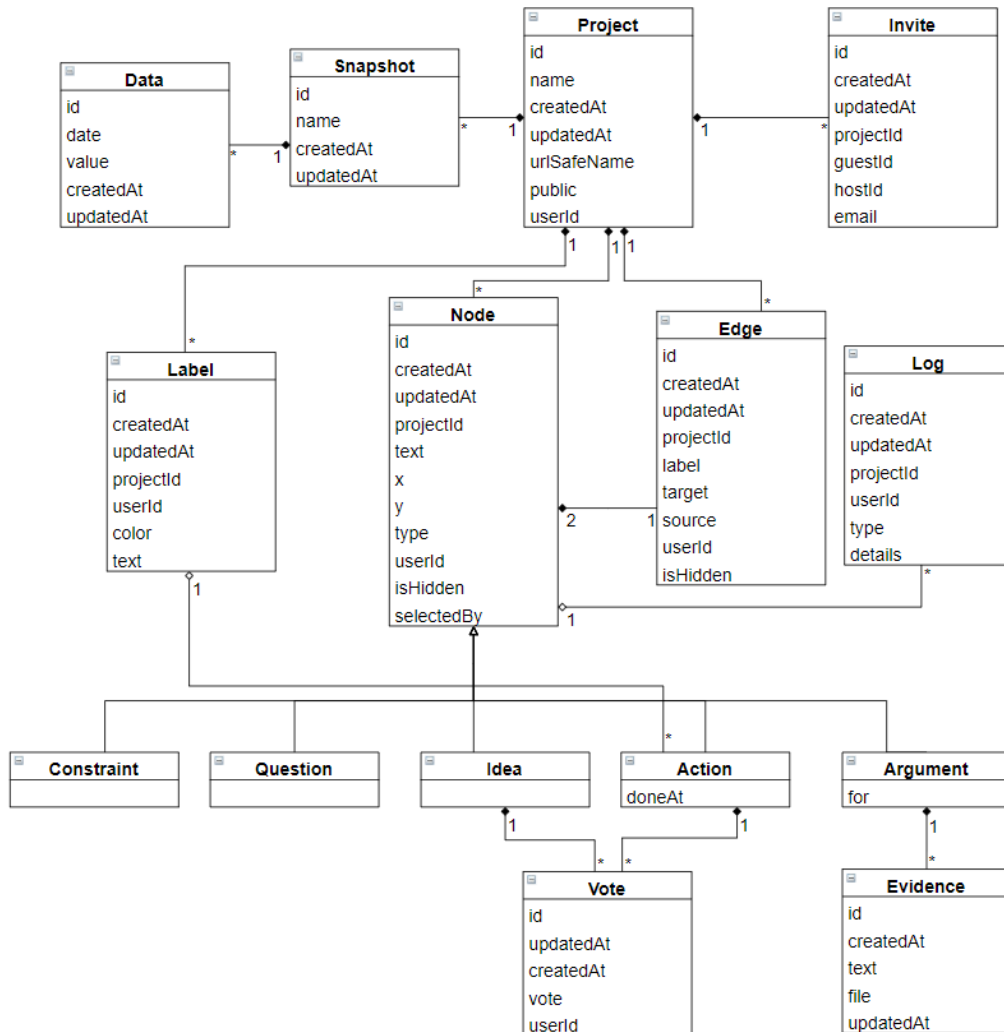 Project
id
name
createdAt
updatedAt
urlSafeName
public
userId
Invite
id
createdAt
updatedAt
projectId
guestId
hostId
email
Snapshot
id
name
createdAt
updatedAt
Data
id
date
value
createdAt
updatedAt
* 1
* 1
1 *
1 1 1
* * *
Label
id
createdAt
updatedAt
projectId
userId
color
text
Node
id
createdAt
updatedAt
projectId
text
x
y
type
userId
isHidden
selectedBy
Edge
id
createdAt
updatedAt
projectId
label
target
source
userId
isHidden
Log
id
createdAt
updatedAt
projectId
userId
type
details
2 1
1 *
1 *
Constraint
Question
Idea
Action
doneAt
Argument
for
1 1 1
* * *
Vote
id
updatedAt
createdAt
vote
userId
Evidence
id
createdAt
text
file
updatedAt